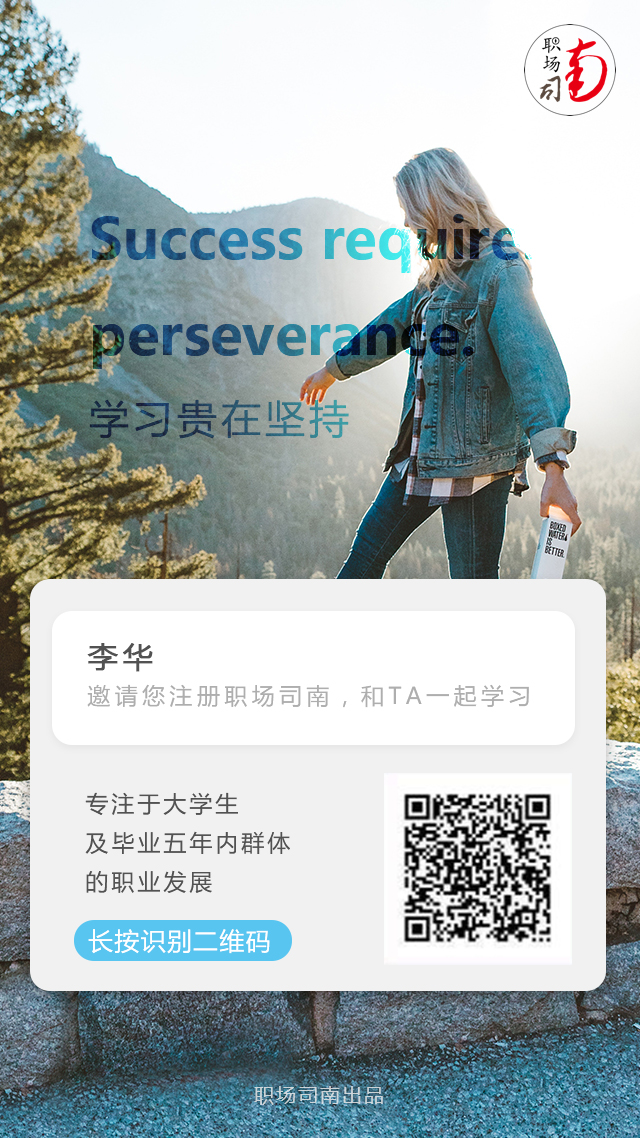 职场司南
Success requires
perseverance.
学习贵在坚持
BOXED
WATER
IS
BETTER.
李华
邀请您注册职场司南，和TA一起学习
专注于大学生
及毕业五年内群体
的职业发展
长按识别二维码
职场司南出品